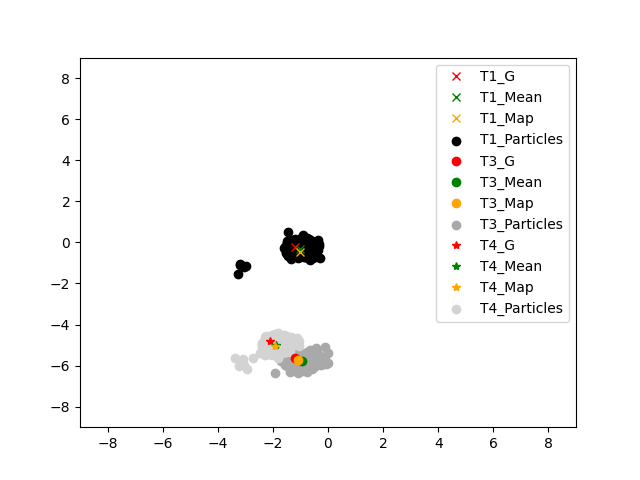 8
6
4
2
0
−2
−4
−6
−8
−8 −6 −4 −2 0 2 4 6 8
T1_G
T1_Mean
T1_Map
T1_Particles
T3_G
T3_Mean
T3_Map
T3_Particles
T4_G
T4_Mean
T4_Map
T4_Particles